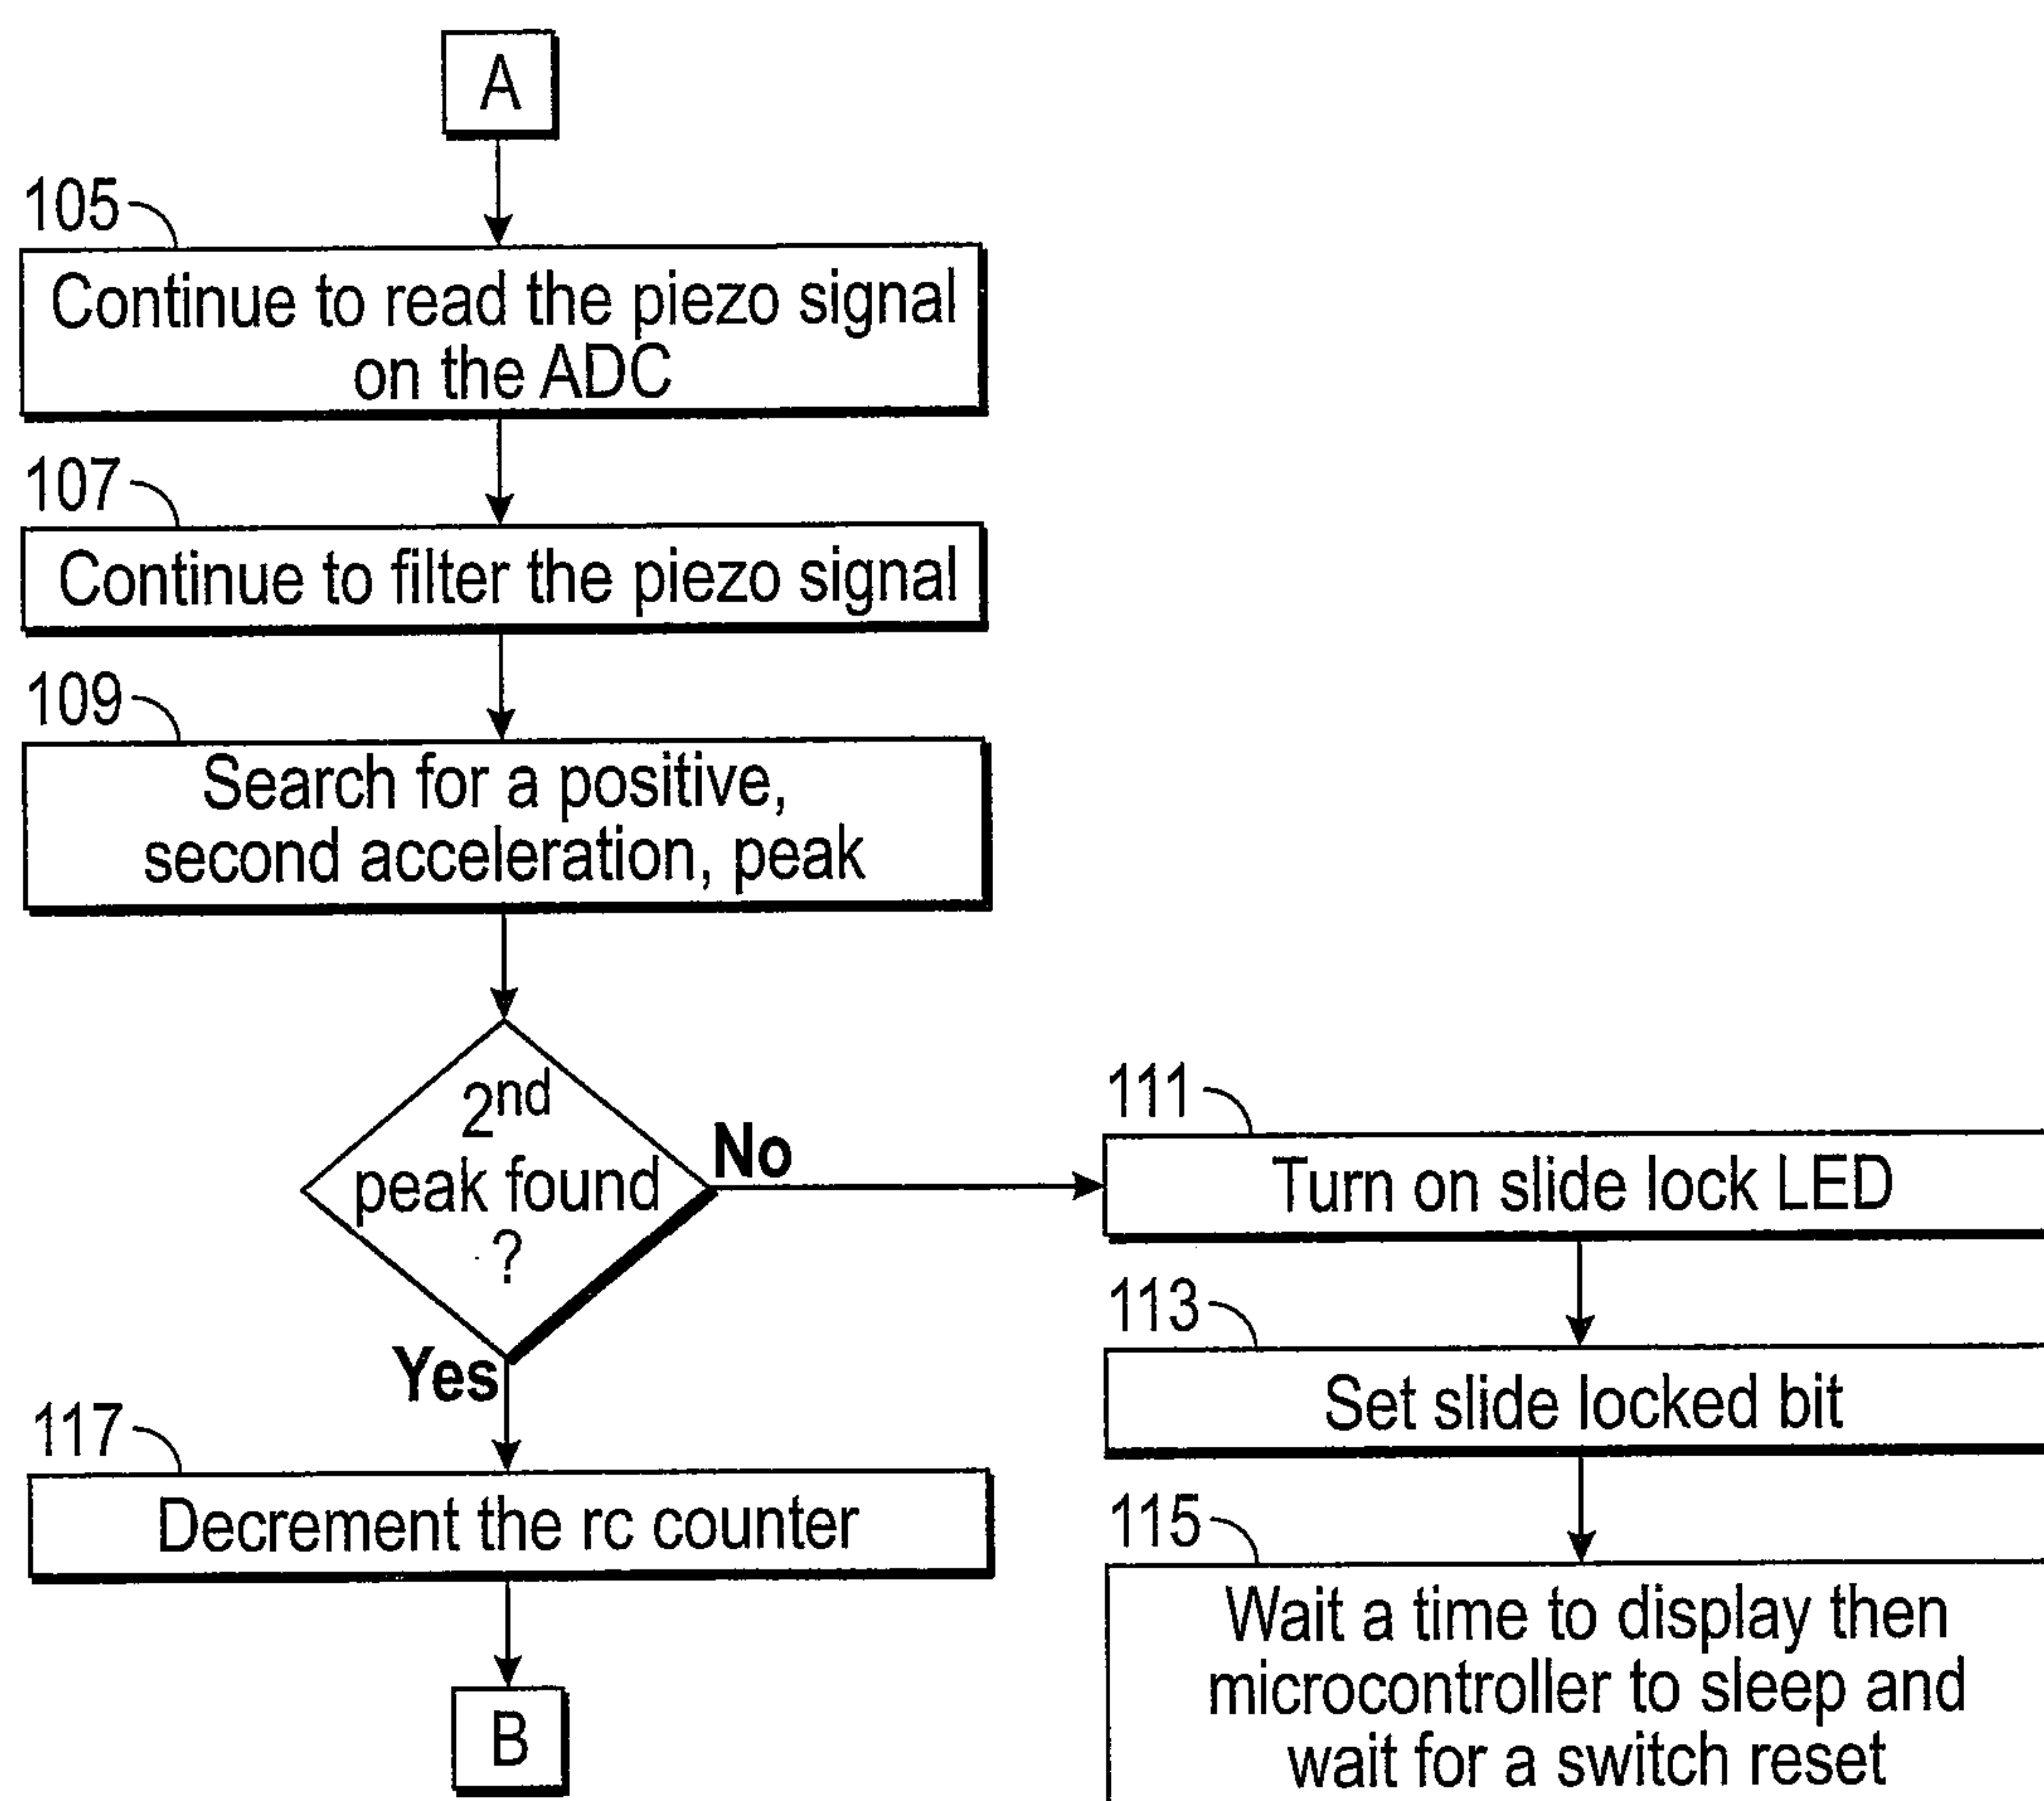 A
105
Continue to read the piezo signal
on the ADC
107
Continue to filter the piezo signal
109
Search for a positive,
second acceleration, peak
2nd
peak found
?
No
Yes
111
Turn on slide lock LED
113
Set slide locked bit
115
Wait a time to display then
microcontroller to sleep and
wait for a switch reset
117
Decrement the rc counter
B